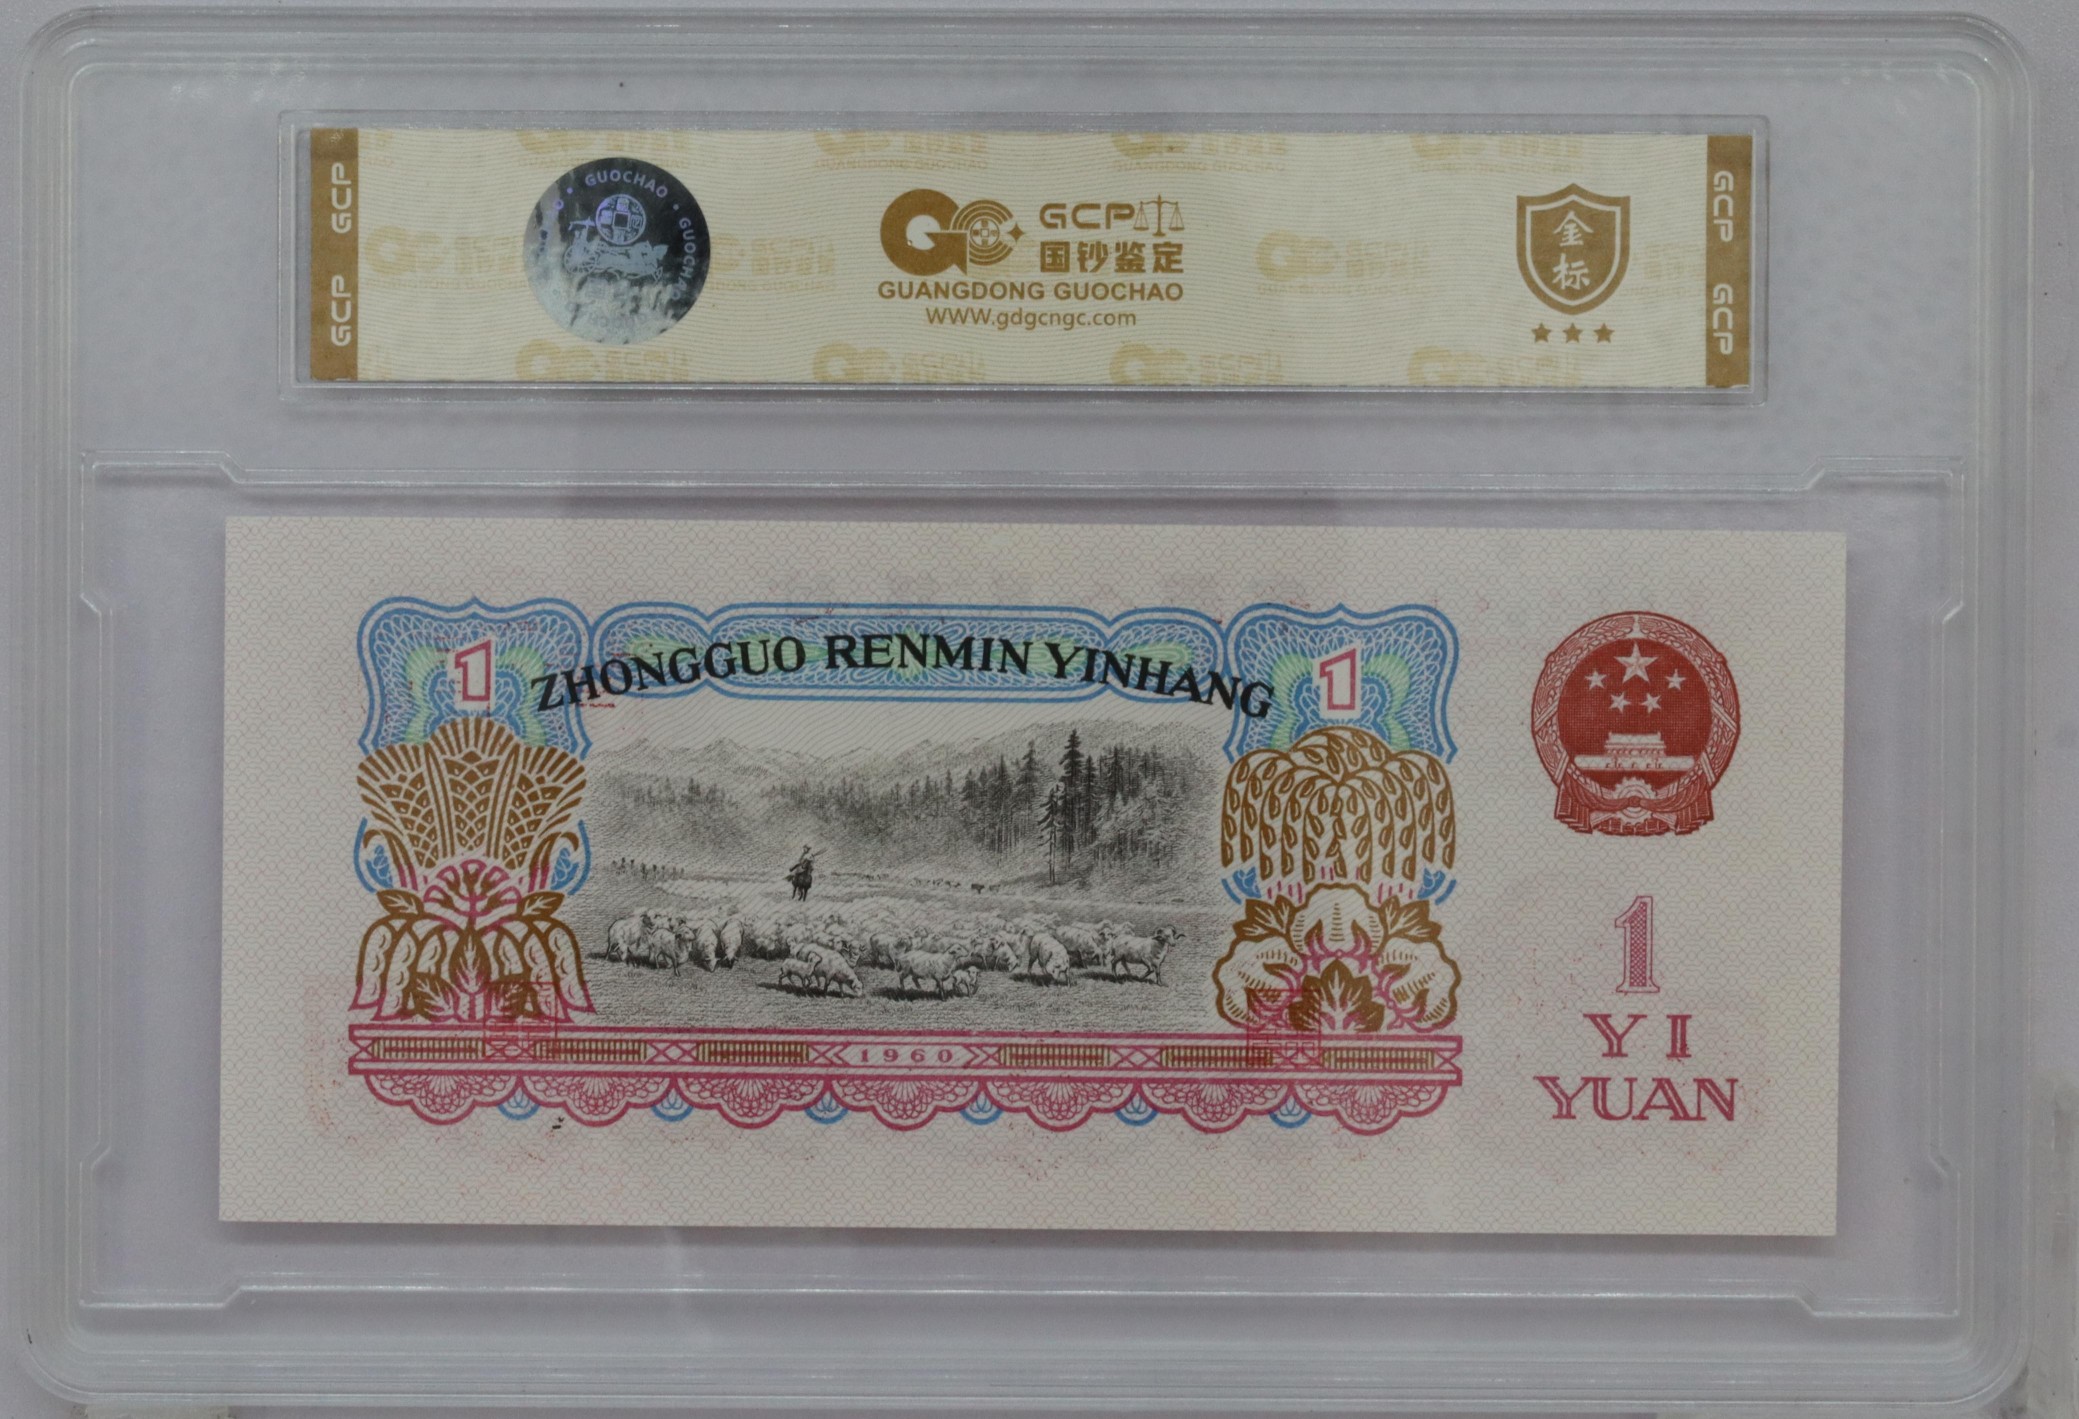 GCP GCP
GUOCHAO GUOCHAO
GCP
国钞鉴定
GUANGDONG GUOCHAO
WWW.gdgcngc.com
金
标
GCP GCP
1
ZHONGGUO RENMIN YINHANG
1
1960
1
YI
YUAN